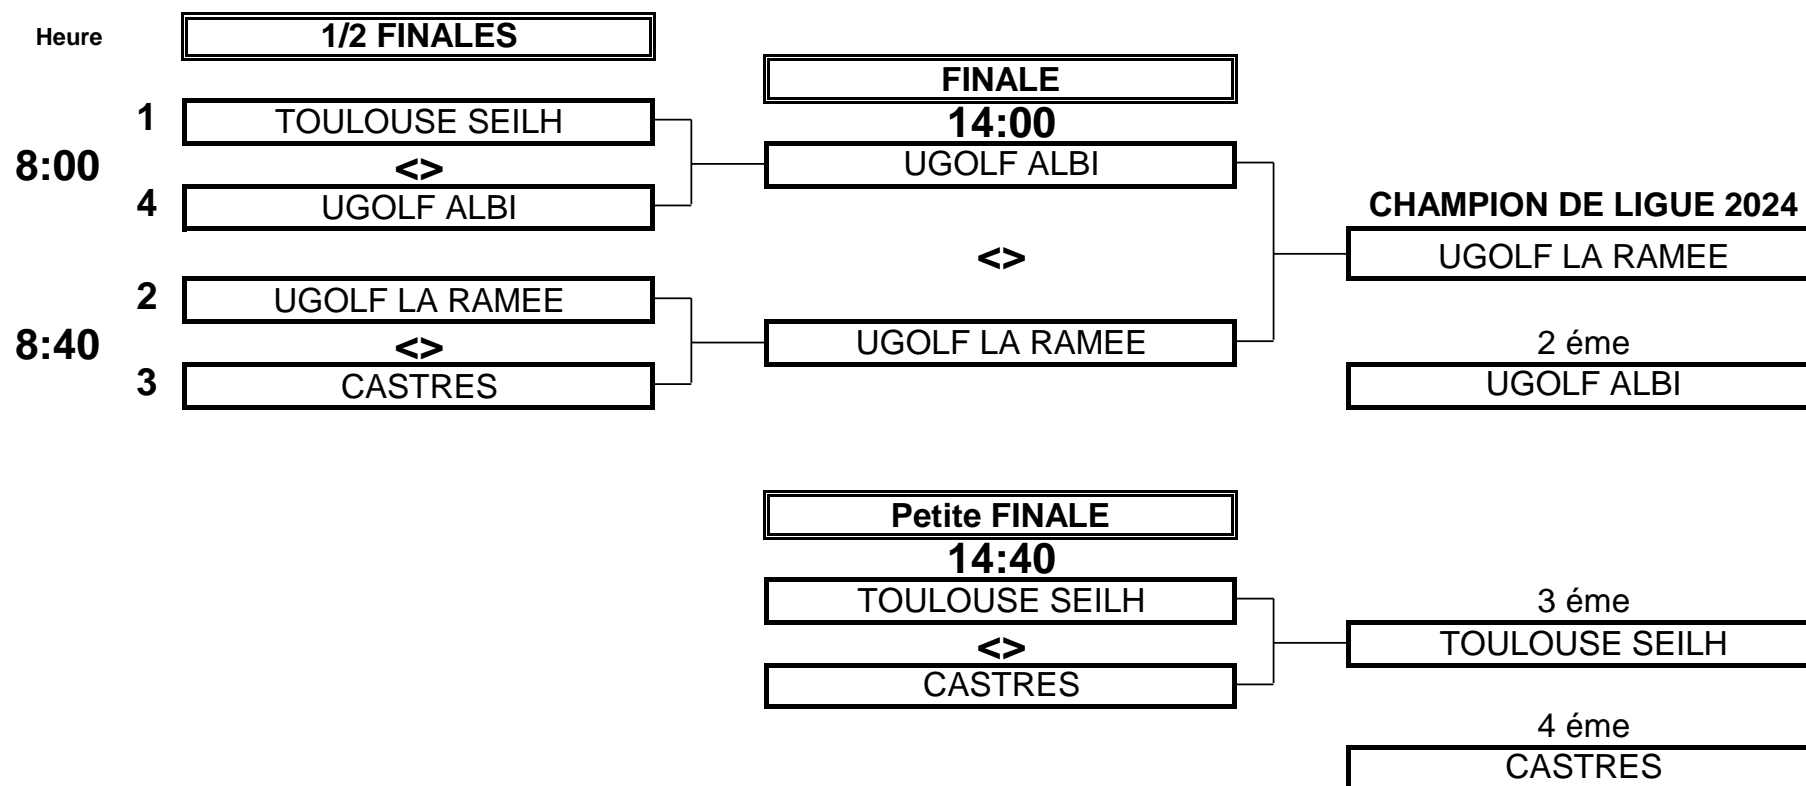 Heure
1/2 FINALES
FINALE
1
TOULOUSE SEILH
14:00
8:00
<>
UGOLF ALBI
4
UGOLF ALBI
CHAMPION DE LIGUE 2024
<>
UGOLF LA RAMEE
2
UGOLF LA RAMEE
8:40
<>
UGOLF LA RAMEE
2 éme
3
CASTRES
UGOLF ALBI
Petite FINALE
14:40
TOULOUSE SEILH
3 éme
<>
TOULOUSE SEILH
CASTRES
4 éme
CASTRES